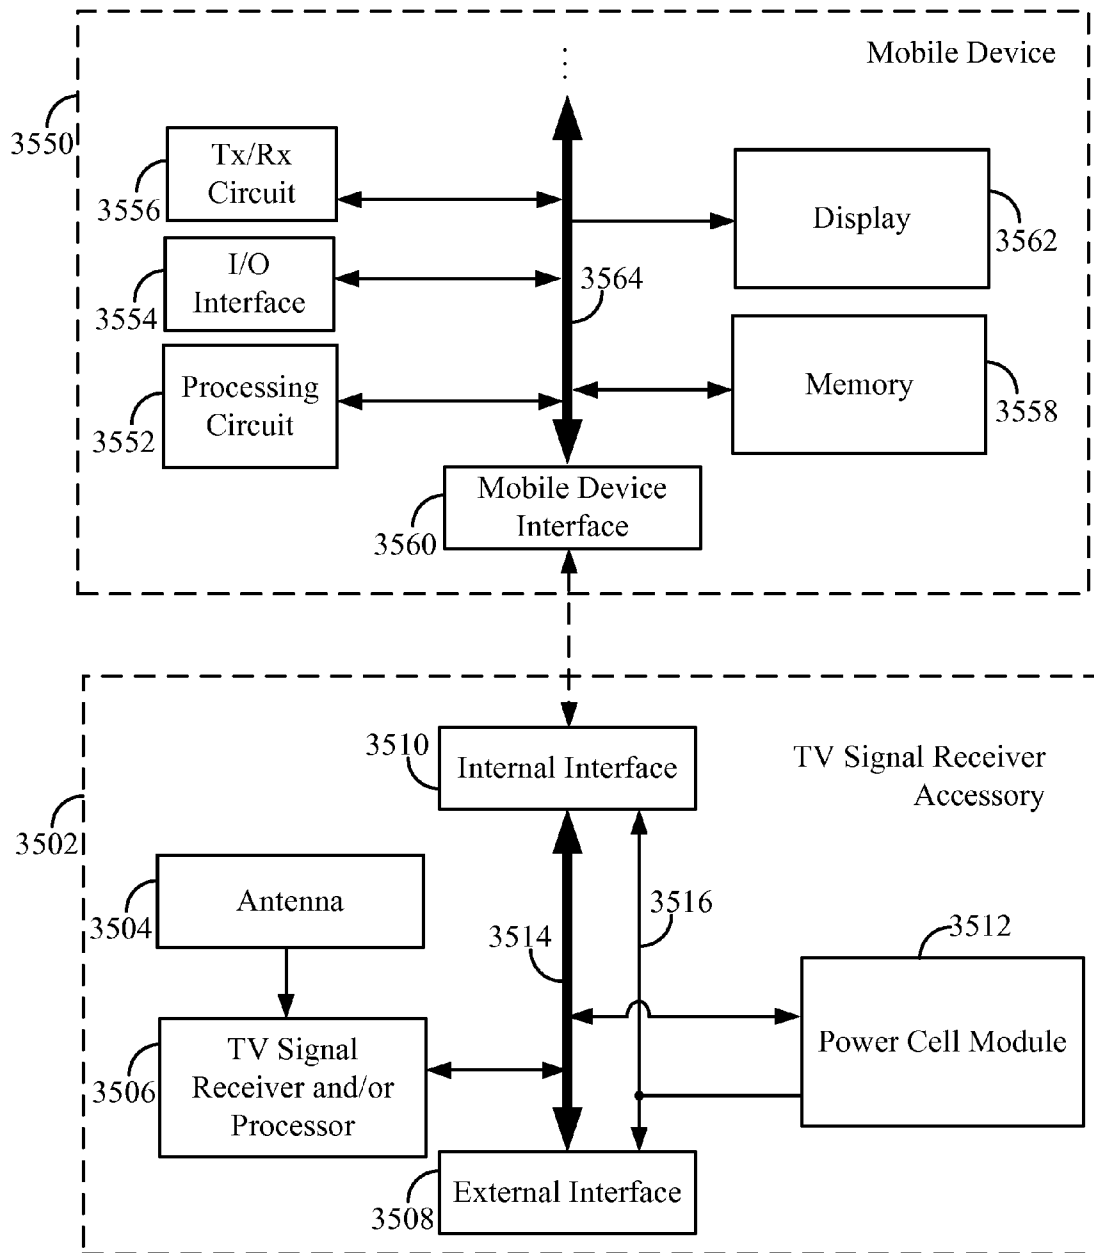 Mobile Device
3550
Tx/Rx
Circuit
3556
Display
3562
I/O
Interface
3554
3564
Processing
Circuit
3552
Memory
3558
Mobile Device
Interface
3560
3510
Internal Interface
TV Signal Receiver
Accessory
3502
Antenna
3504
3514
3516
3512
Power Cell Module
TV Signal
Receiver and/or
Processor
3506
External Interface
3508